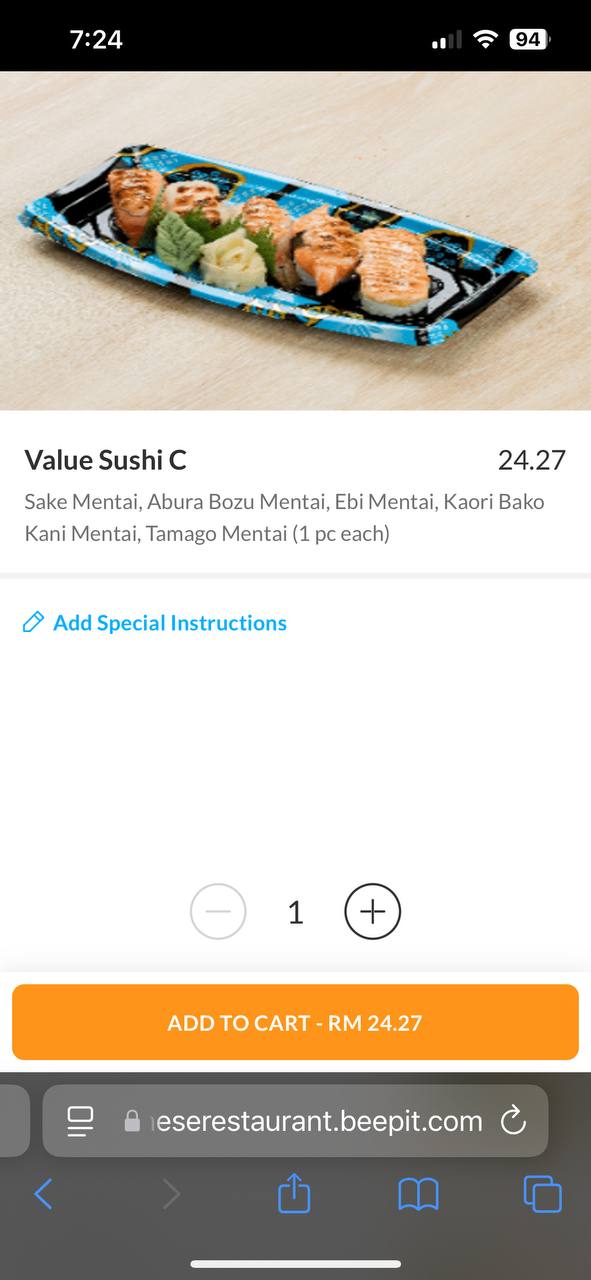 7:24
94
Value Sushi C
24.27
Sake Mentai, Abura Bozu Mentai, Ebi Mentai, Kaori Bako
Kani Mentai, Tamago Mentai (1 pc each)
Add Special Instructions
1
ADD TO CART - RM 24.27
eserestaurant.beepit.com